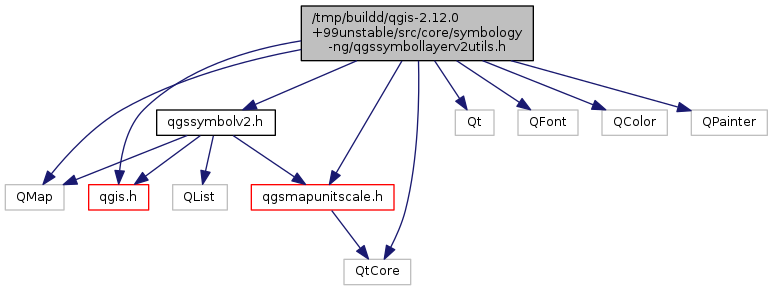 /tmp/buildd/qgis-2.12.0
+99unstable/src/core/symbology
-ng/qgssymbollayerv2utils.h
qgssymbolv2.h
Qt
QFont
QColor
QPainter
QMap
qgis.h
QList
qgsmapunitscale.h
QtCore